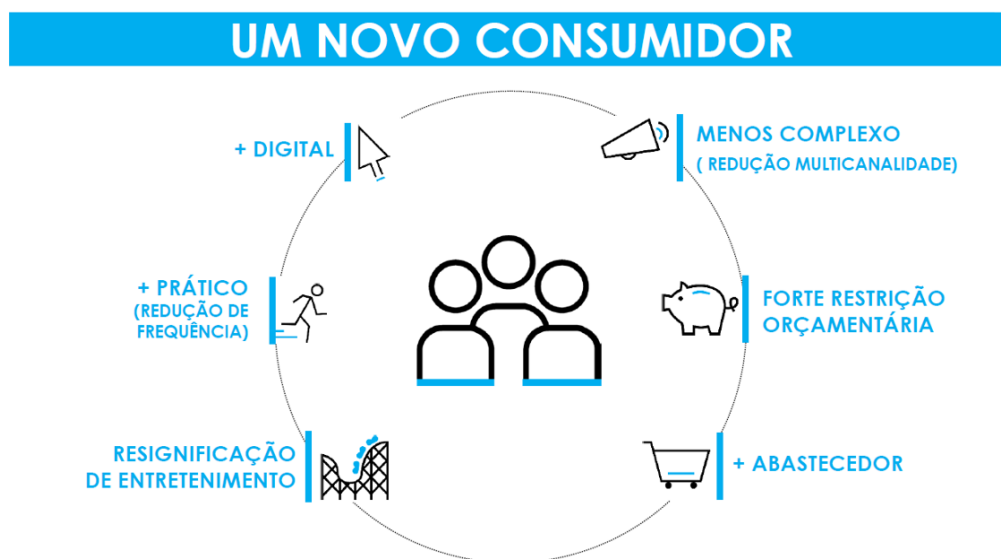 UM NOVO CONSUMIDOR
+ DIGITAL
MENOS COMPLEXO
( REDUÇÃO MULTICANALIDADE)
+ PRÁTICO
(REDUÇÃO DE
FREQUÊNCIA)
FORTE RESTRIÇÃO
ORÇAMENTÁRIA
RESIGNIFICAÇÃO
DE ENTRETENIMENTO
+ ABASTECEDOR